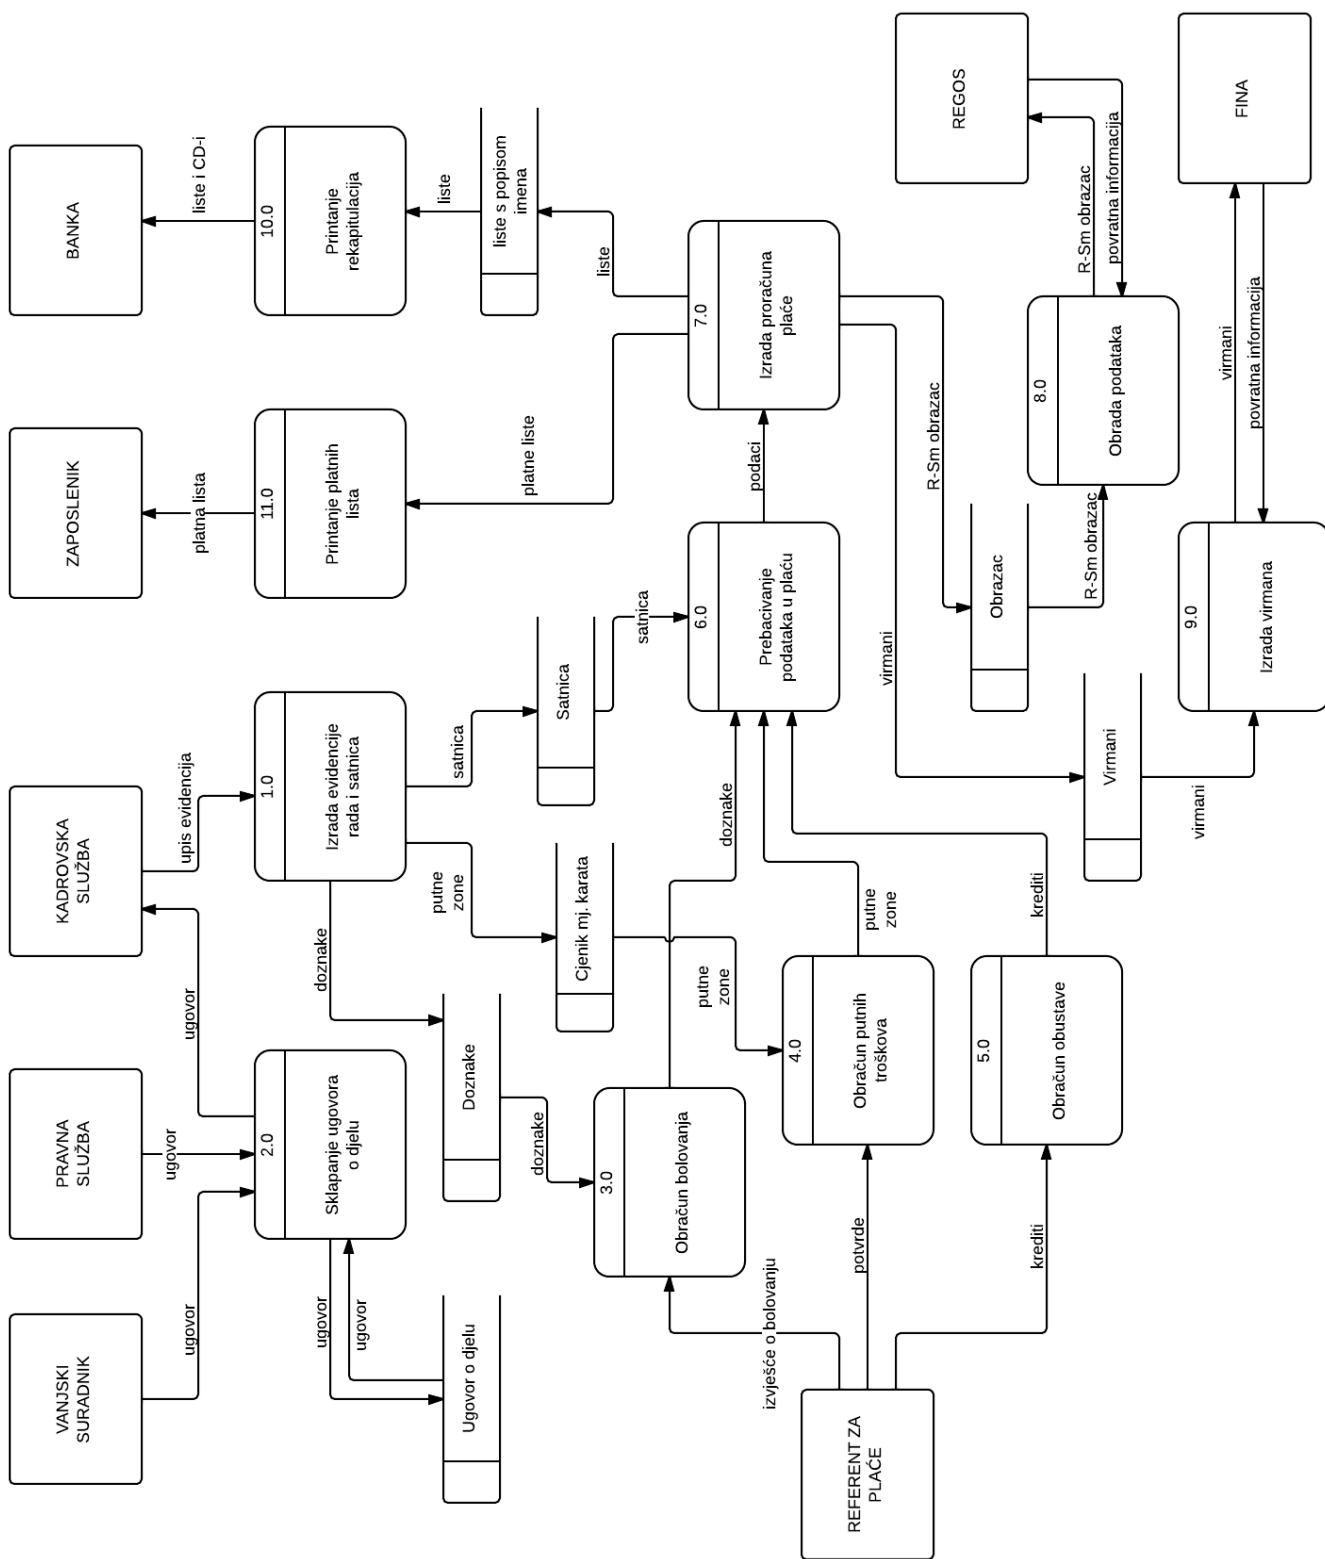 VANJSKI
SURADNIK
PRAVNA
SLUŽBA
KADROVSKA
SLUŽBA
ZAPOSLENIK
BANKA
ugovor
ugovor
ugovor
upis evidencija
platna lista
liste i CD-i
2.0
Sklapanje ugovora
o djelu
1.0
Izrada evidencije
rada i satnica
11.0
Printanje platnih
lista
10.0
Printanje
rekapitulacija
ugovor
ugovor
doznake
putne
zone
satnica
liste
Ugovor o djelu
Doznake
Cjenik mj. karata
Satnica
liste s popisom
imena
doznake
satnica
platne liste
liste
3.0
Obračun bolovanja
putne
zone
doznake
6.0
Prebacivanje
podataka u plaću
podaci
7.0
Izrada proračuna
plaće
izvješće o bolovanju
4.0
Obračun putnih
troškova
putne
zone
REFERENT ZA
PLAĆE
potvrde
krediti
5.0
Obračun obustave
krediti
virmani
R-Sm obrazac
REGOS
Obrazac
R-Sm obrazac
8.0
Obrada podataka
R-Sm obrazac
povratna informacija
Virmani
virmani
9.0
Izrada virmana
virmani
povratna informacija
FINA